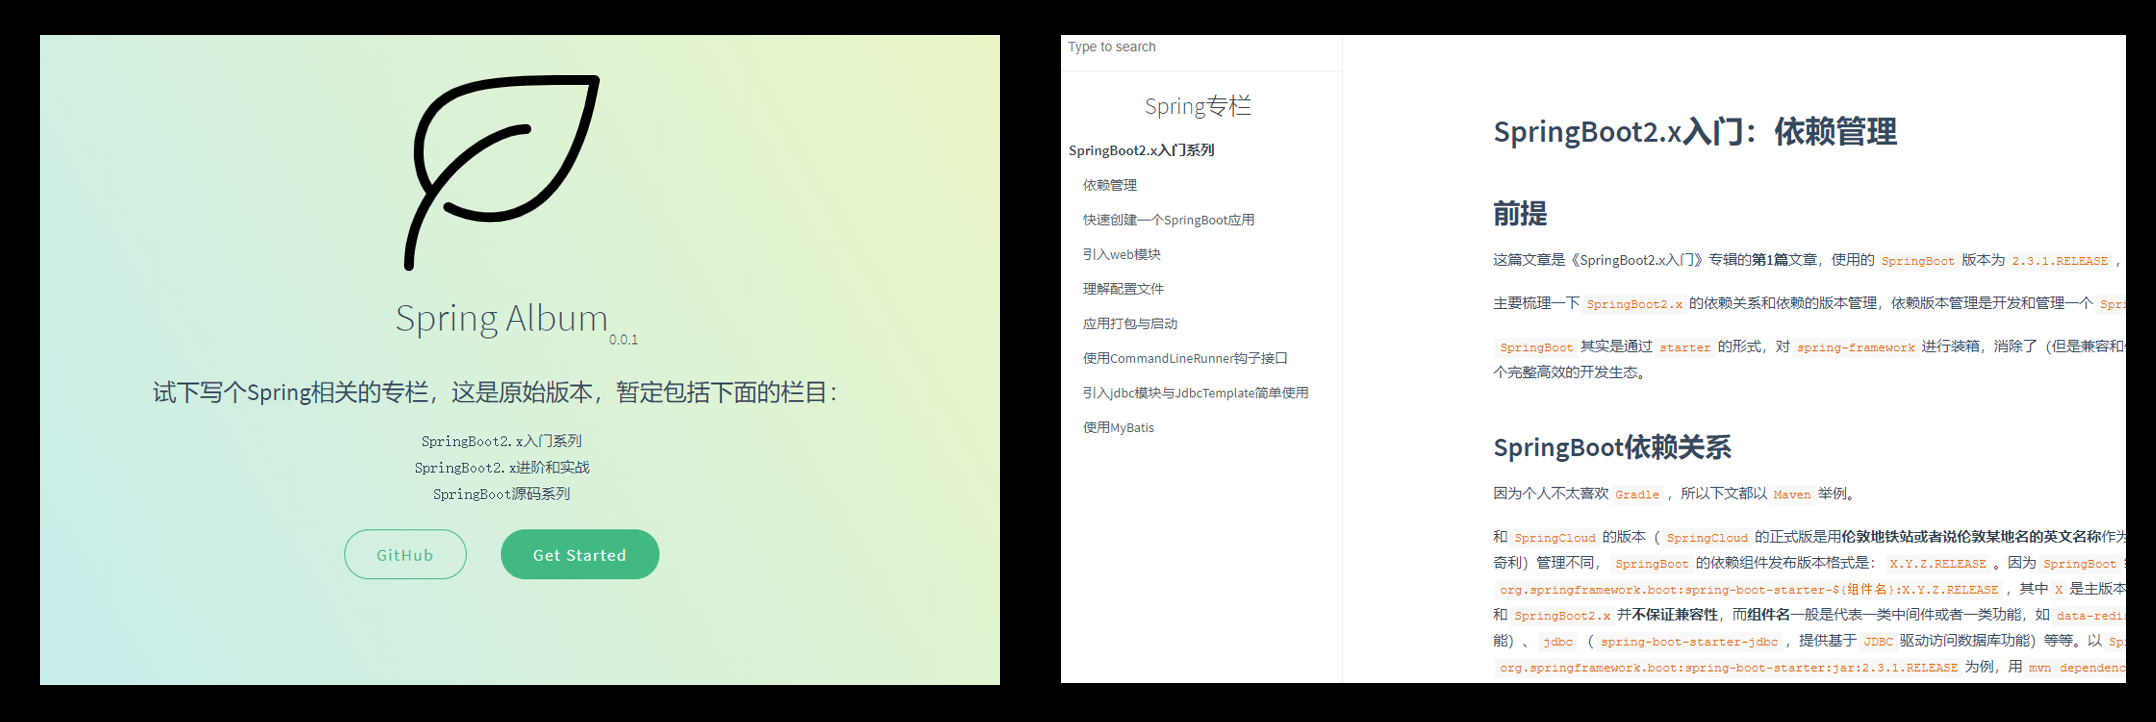 Spring Album 0.0.1
试下写个Spring相关的专栏，这是原始版本，暂定包括下面的栏目：
SpringBoot2.x入门系列
SpringBoot2.x进阶和实战
SpringBoot源码系列
GitHub
Get Started
Type to search
Spring专栏
SpringBoot2.x入门系列
依赖管理
快速创建一个SpringBoot应用
引入web模块
理解配置文件
应用打包与启动
使用CommandLineRunner钩子接口
引入jdbc模块与JdbcTemplate简单使用
使用MyBatis
SpringBoot2.x入门：依赖管理
前提
这篇文章是《SpringBoot2.x入门》专辑的第1篇文章，使用的 SpringBoot 版本为 2.3.1.RELEASE ，
主要梳理一下 SpringBoot2.x 的依赖关系和依赖的版本管理，依赖版本管理是开发和管理一个
SpringBoot 其实是通过 starter 的形式，对 spring-framework 进行装箱，消除了（但是兼容和
个完整高效的开发生态。
SpringBoot依赖关系
因为个人不太喜欢 Gradle ，所以下文都以 Maven 举例。
和 SpringCloud 的版本（ SpringCloud 的正式版是用伦敦地铁站或者说伦敦某地名的英文名称作为
奇利）管理不同， SpringBoot 的依赖组件发布版本格式是： X.Y.Z.RELEASE 。因为 SpringBoot
org.springframework.boot:spring-boot-starter-${组件名}:X.Y.Z.RELEASE ，其中 X 是主版本
和 SpringBoot2.x 并不保证兼容性，而组件名一般是代表一类中间件或者一类功能，如 data-redis
能）、 jdbc （ spring-boot-starter-jdbc ，提供基于 JDBC 驱动访问数据库功能）等等。以
org.springframework.boot:spring-boot-starter:jar:2.3.1.RELEASE 为例，用 mvn